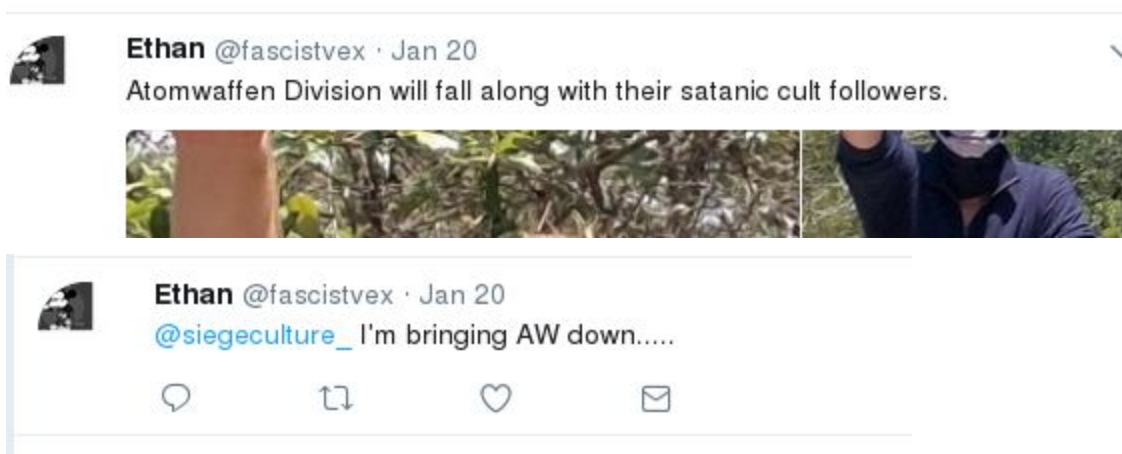 Ethan @fascistvex · Jan 20
Atomwaffen Division will fall along with their satanic cult followers.
Ethan @fascistvex · Jan 20
@siegeculture_ I'm bringing AW down.....